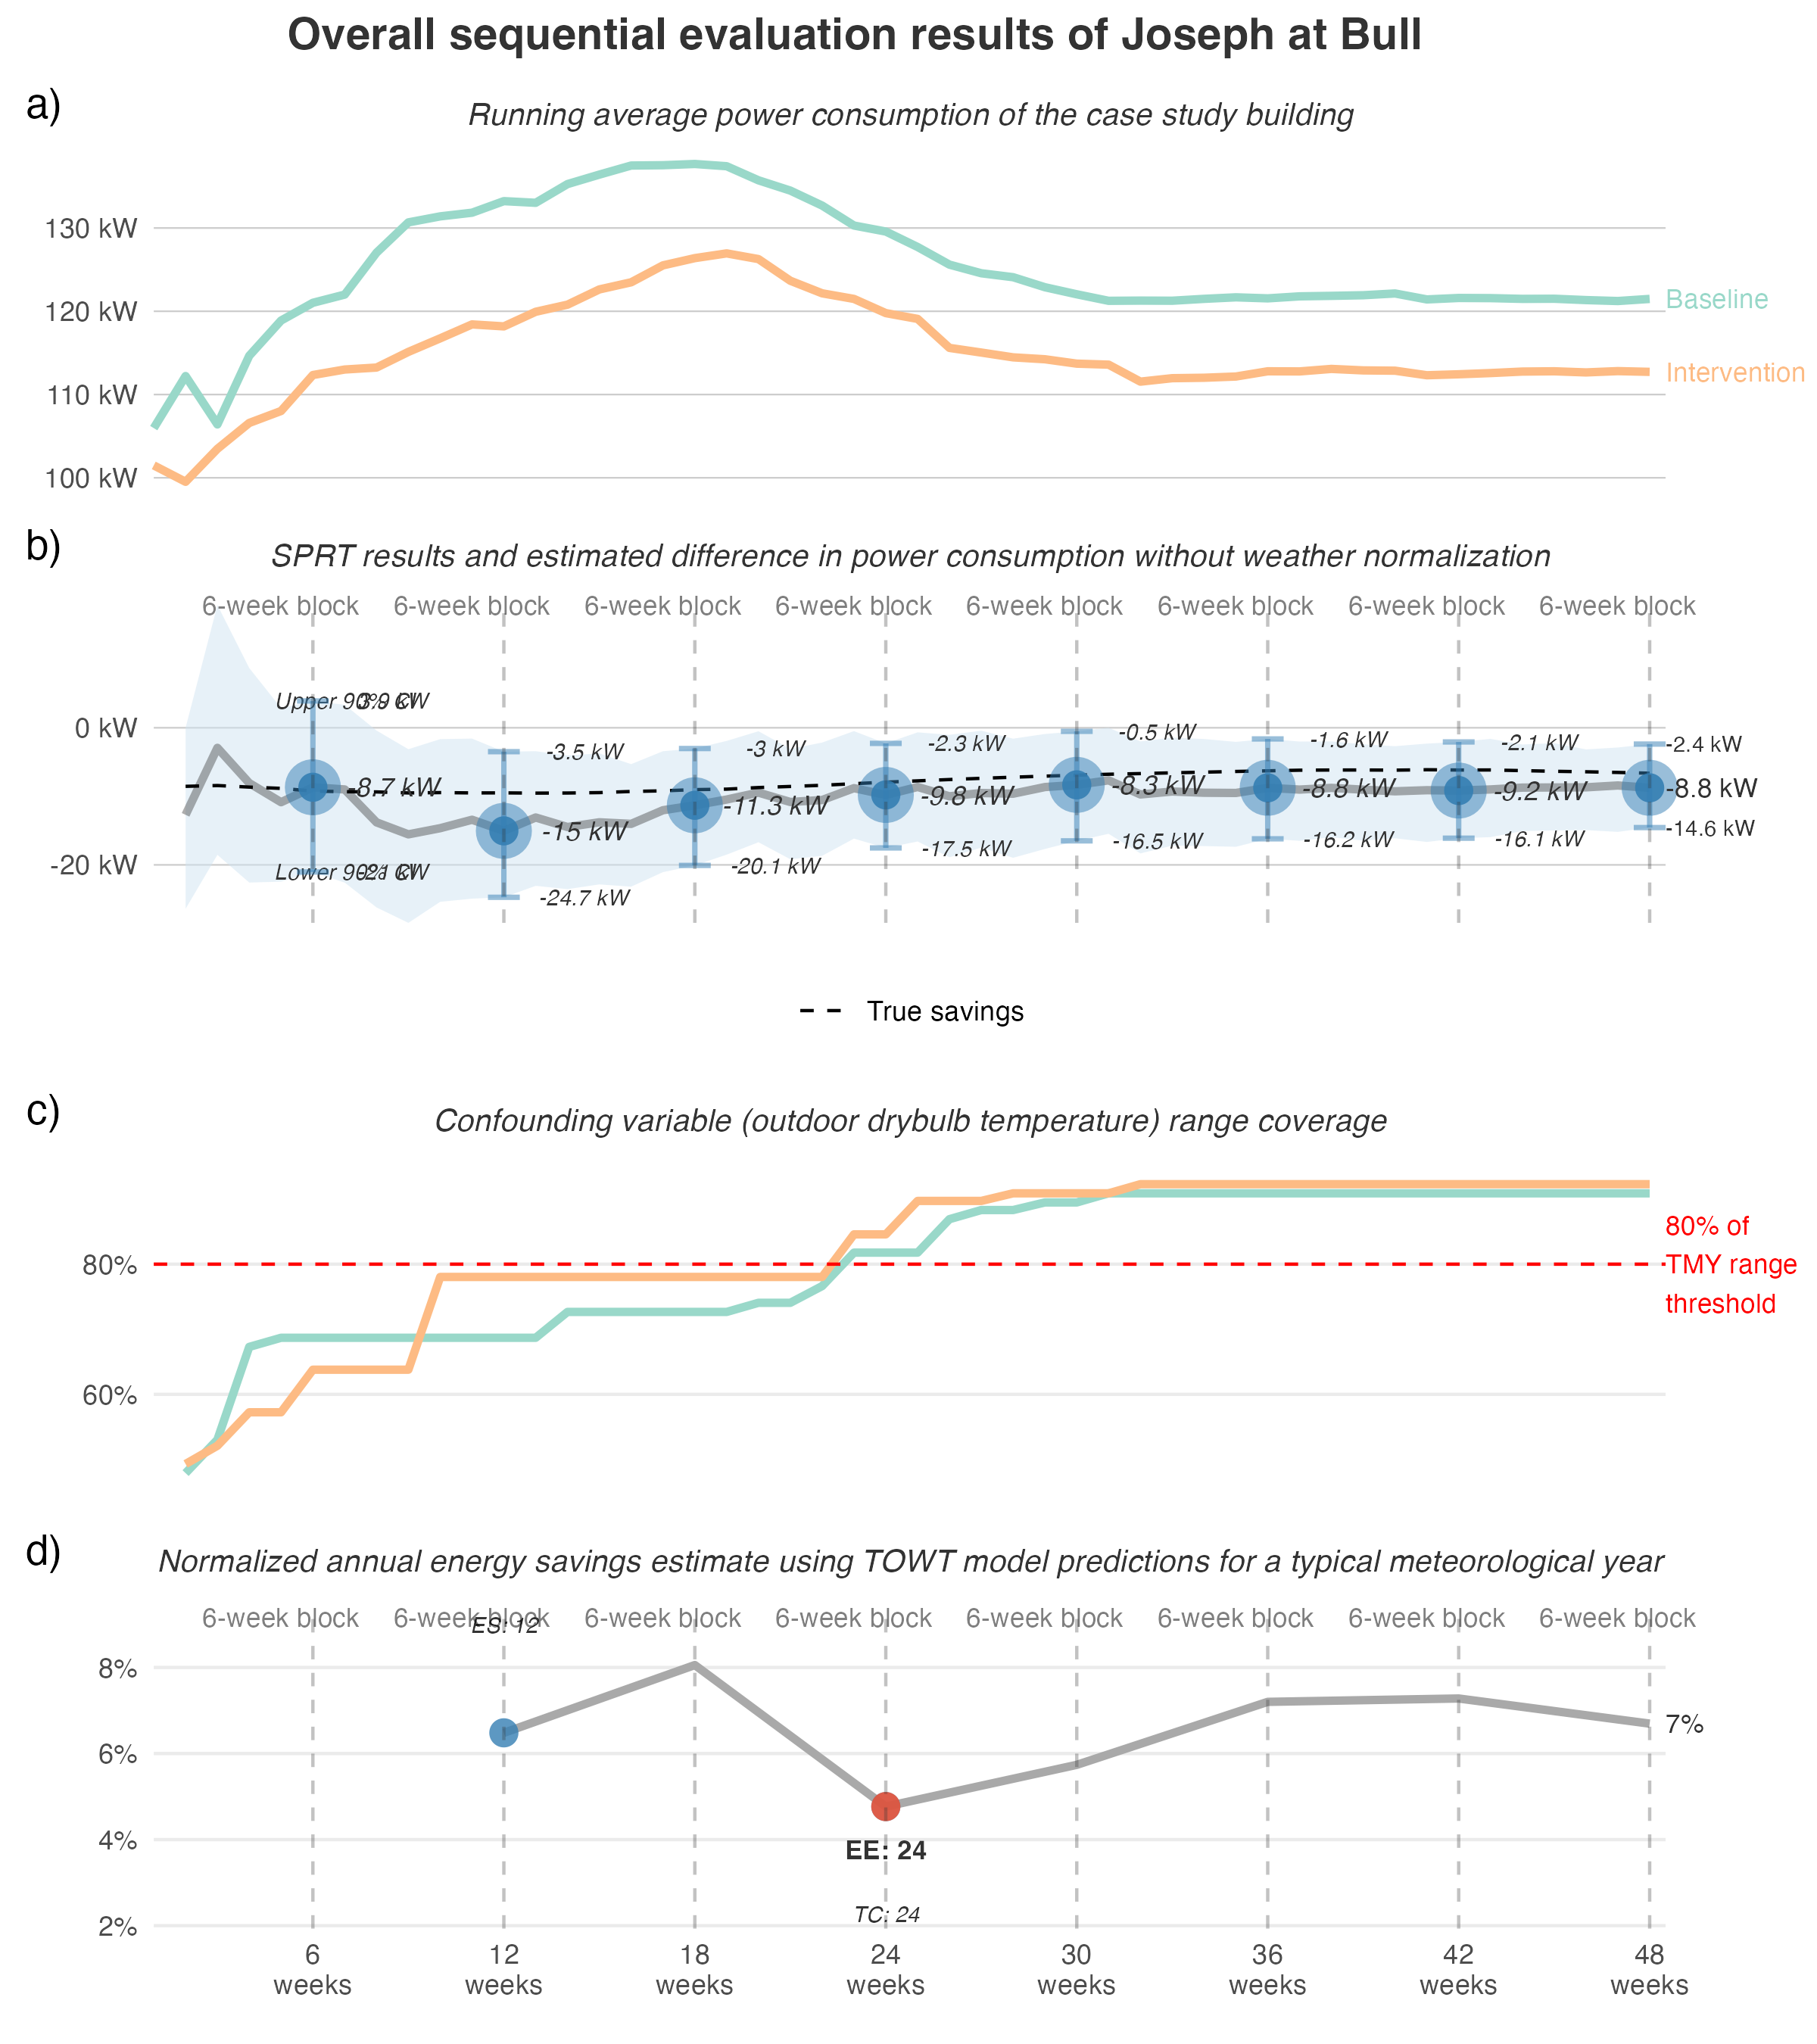 Overall sequential evaluation results of Joseph at Bull
a)
Running average power consumption of the case study building
130 kW
120 kW
110 kW
100 kW
Baseline
Intervention
b)
SPRT results and estimated difference in power consumption without weather normalization
6-week block 6-week block 6-week block 6-week block 6-week block 6-week block 6-week block 6-week block
0 kW
-20 kW
Upper 90% CI
3.9 kW
-8.7 kW
Lower 90% CI
-21 kW
-3.5 kW
-15 kW
-24.7 kW
-3 kW
-11.3 kW
-20.1 kW
-2.3 kW
-9.8 kW
-17.5 kW
-0.5 kW
-8.3 kW
-16.5 kW
-1.6 kW
-8.8 kW
-16.2 kW
-2.1 kW
-9.2 kW
-16.1 kW
-2.4 kW
-8.8 kW
-14.6 kW
True savings
c)
Confounding variable (outdoor drybulb temperature) range coverage
80%
60%
80% of
TMY range
threshold
d)
Normalized annual energy savings estimate using TOWT model predictions for a typical meteorological year
6-week block 6-week block 6-week block 6-week block 6-week block 6-week block 6-week block 6-week block
ES: 12
8%
6%
4%
2%
7%
EE: 24
TC: 24
6 weeks
12 weeks
18 weeks
24 weeks
30 weeks
36 weeks
42 weeks
48 weeks